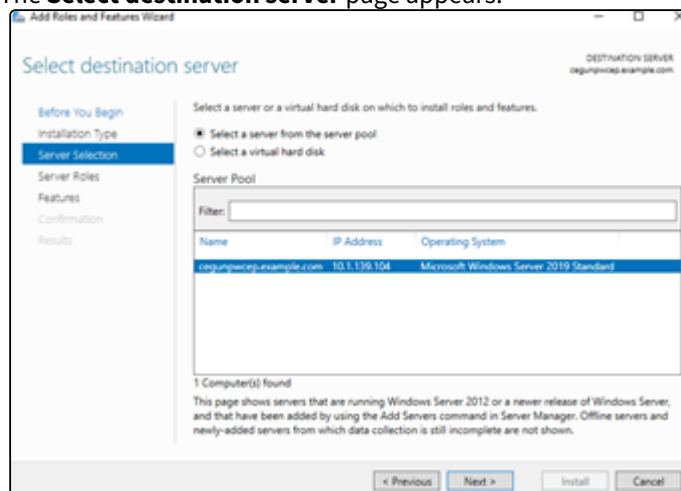 The Select destination server page appears.
Add Roles and Features Wizard
Select destination server
DESTINATION SERVER
cegunpwcep.example.com
Before You Begin
Installation Type
Server Selection
Server Roles
Features
Confirmation
Results
Select a server or a virtual hard disk on which to install roles and features.
Select a server from the server pool
Select a virtual hard disk
Server Pool
Filter:
Name IP Address Operating System
cegunpwcep.example.com 10.1.139.104 Microsoft Windows Server 2019 Standard
1 Computer(s) found
This page shows servers that are running Windows Server 2012 or a newer release of Windows Server,
and that have been added by using the Add Servers command in Server Manager. Offline servers and
newly-added servers from which data collection is still incomplete are not shown.
< Previous Next > Install Cancel